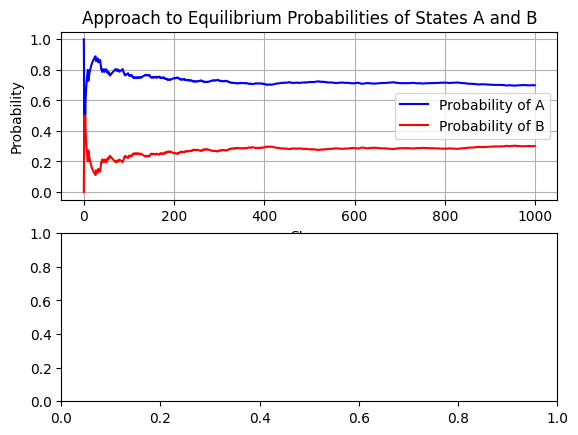 Approach to Equilibrium Probabilities of States A and B
1.0
0.8
0.6
0.4
0.2
0.0
Probability
Probability of A
Probability of B
0 200 400 600 800 1000
1.0
0.8
0.6
0.4
0.2
0.0
0.0 0.2 0.4 0.6 0.8 1.0